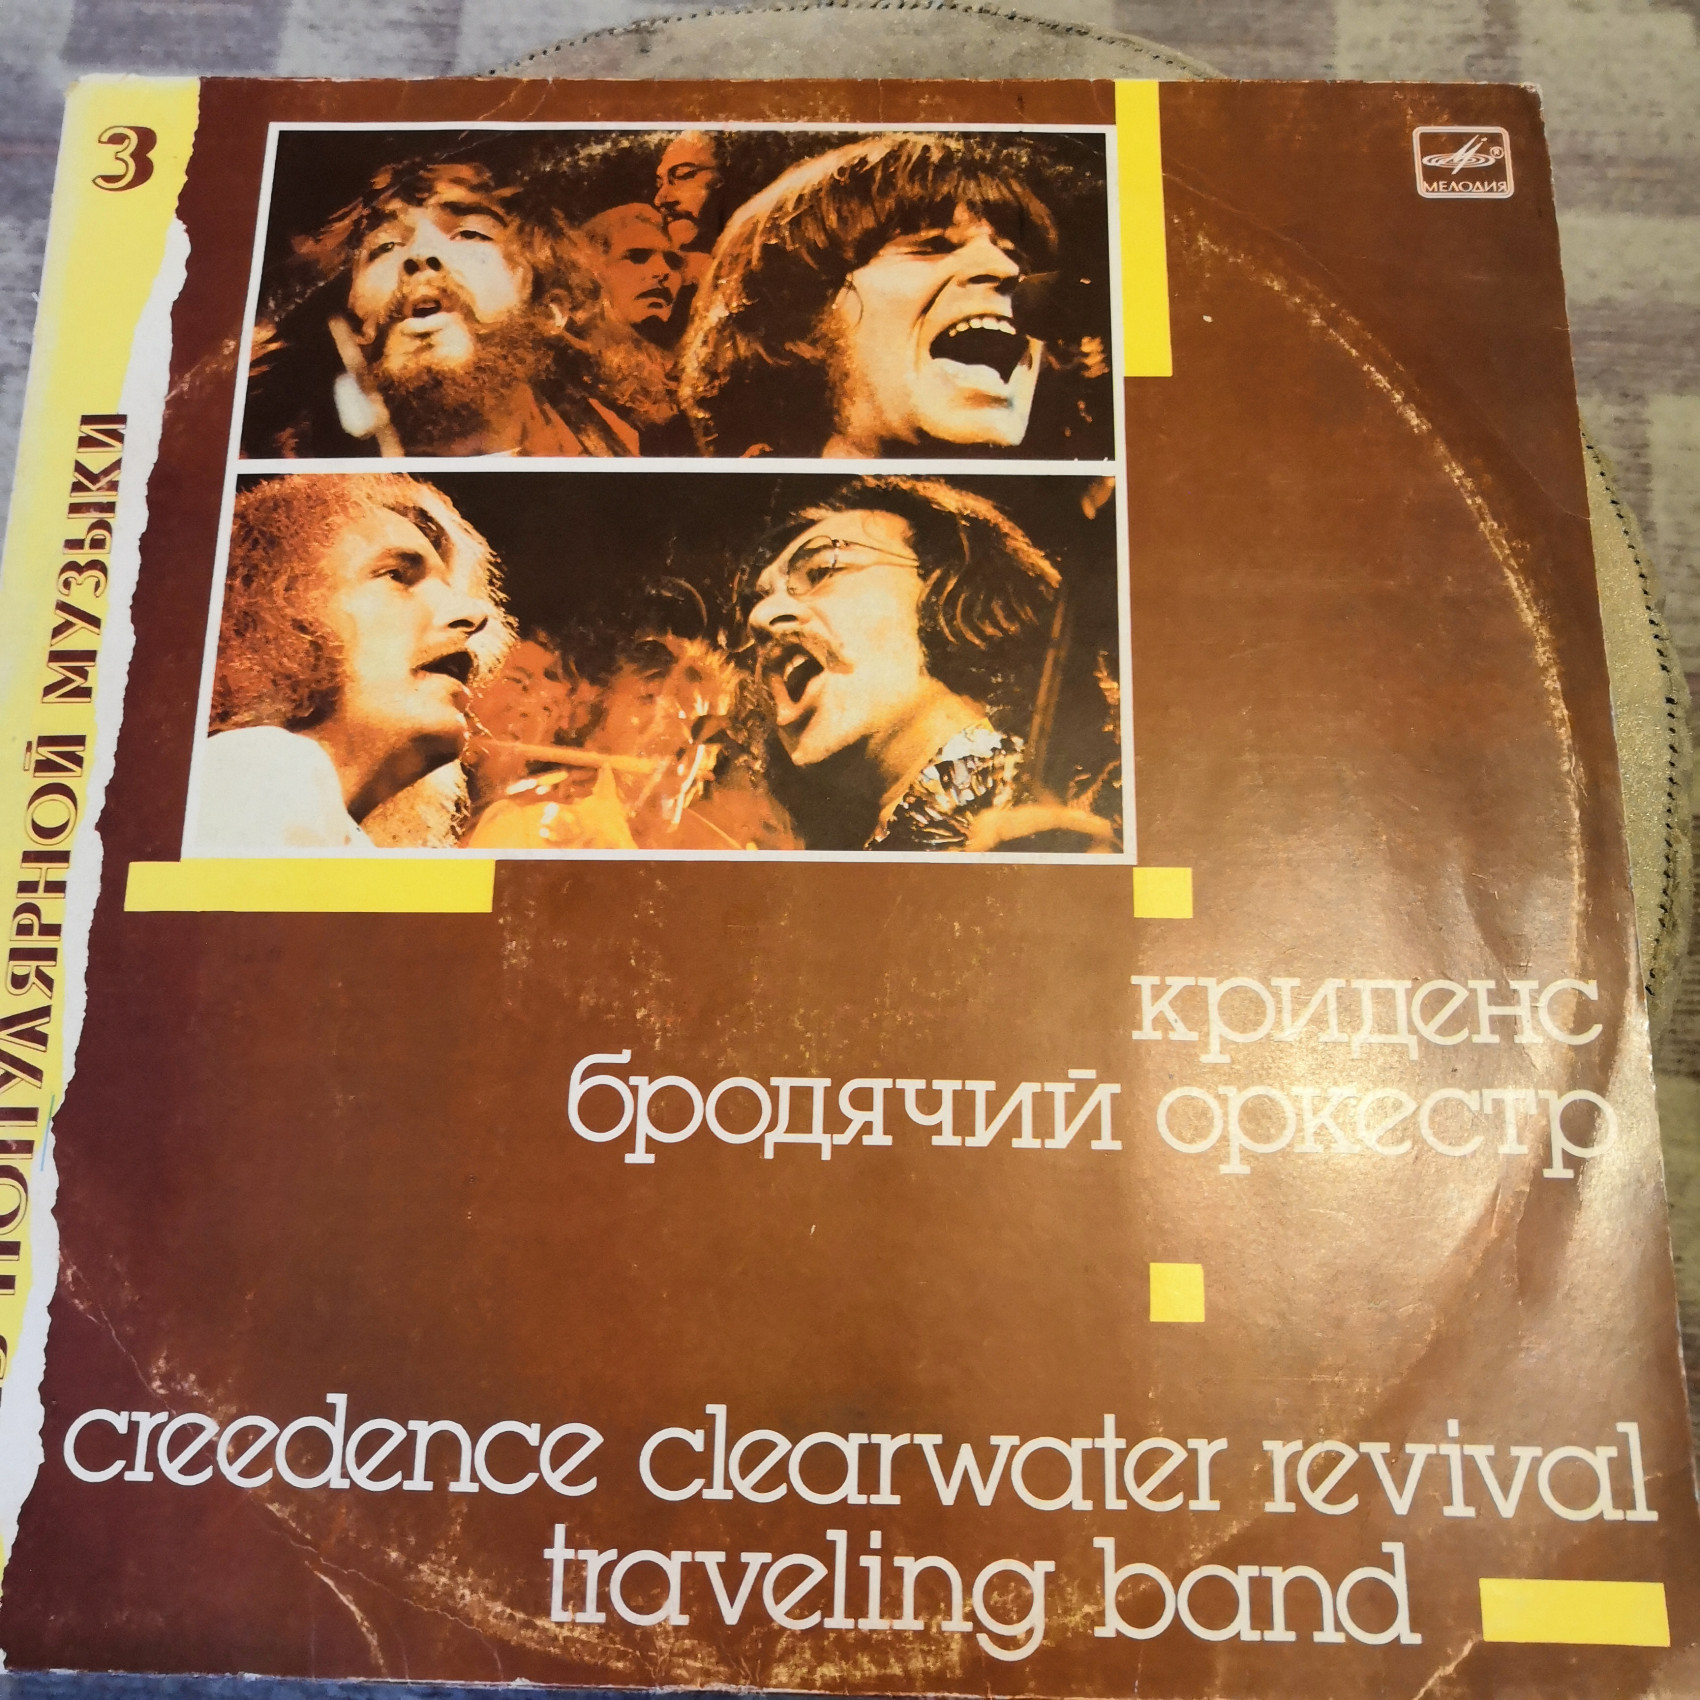 3
ПОПУЛЯРНОЙ МУЗЫКИ
МЕЛОДИЯ
криденс
бродячий оркестр
creedence clearwater revival
traveling band